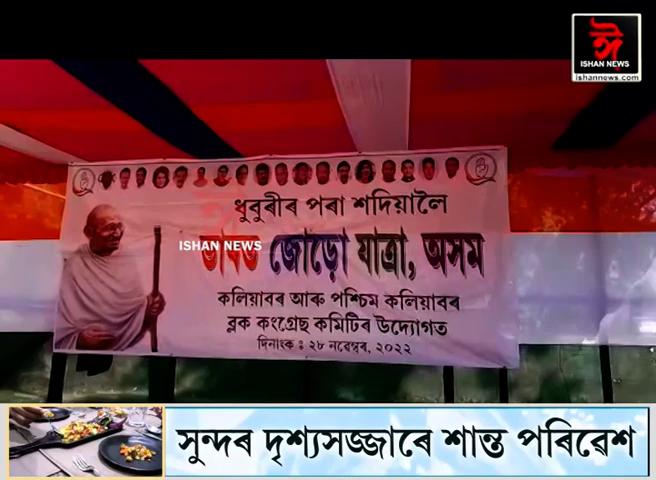 ঈ
ISHAN NEWS
ishannews.com
ধুবুৰীৰ পৰা শদিয়ালৈ
ভাৰত জোড়ো যাত্ৰা, অসম
ISHAN NEWS
কলিয়াবৰ আৰু পশ্চিম কলিয়াবৰ
ব্লক কংগ্ৰেছ কমিটিৰ উদ্যোগত
দিনাংক ঃ ২৮ নৱেম্বৰ, ২০২২
সুন্দৰ দৃশ্যসজ্জাৰে শান্ত পৰিৱেশ